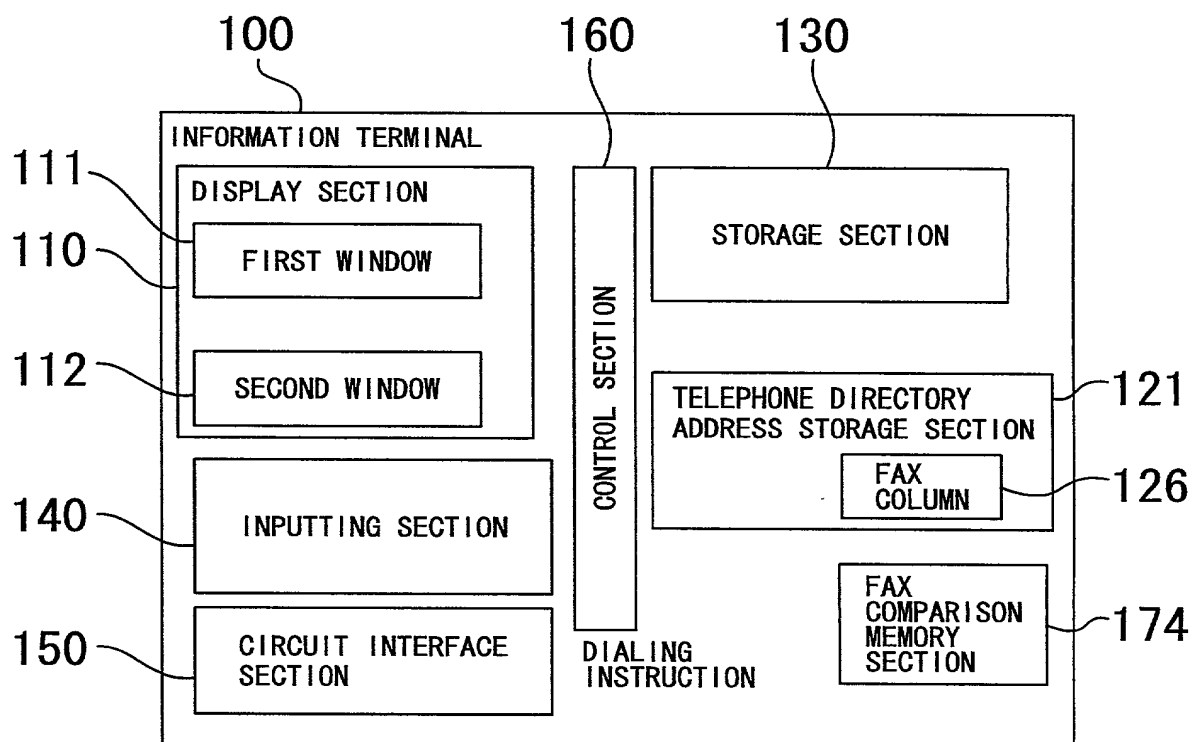 100
160
130
INFORMATION TERMINAL
111
DISPLAY SECTION
110
FIRST WINDOW
112
SECOND WINDOW
CONTROL SECTION
STORAGE SECTION
TELEPHONE DIRECTORY
ADDRESS STORAGE SECTION
121
FAX
COLUMN
126
140
INPUTTING SECTION
150
CIRCUIT INTERFACE
SECTION
DIALING
INSTRUCTION
FAX
COMPARISON
MEMORY
SECTION
174